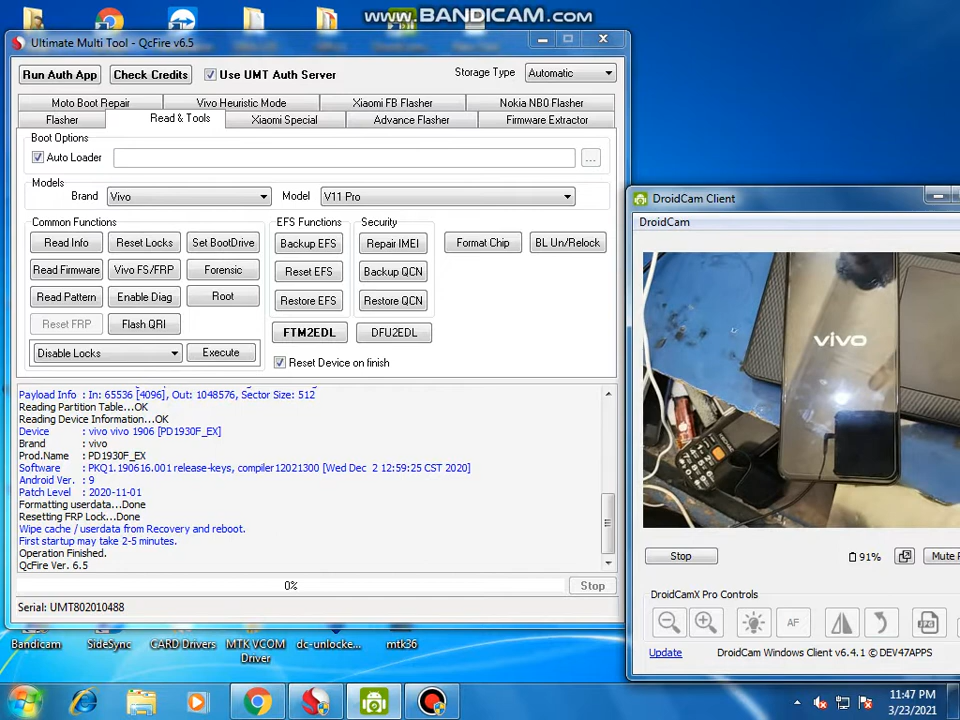 www.BANDICAM.com
Ultimate Multi Tool - QcFire v6.5
Run Auth App
Check Credits
Use UMT Auth Server
Storage Type
Automatic
Moto Boot Repair
Vivo Heuristic Mode
Xiaomi FB Flasher
Nokia NB0 Flasher
Flasher
Read & Tools
Xiaomi Special
Advance Flasher
Firmware Extractor
Boot Options
Auto Loader
...
Models
Brand
Vivo
Model
V11 Pro
Common Functions
EFS Functions
Security
Read Info
Reset Locks
Set BootDrive
Backup EFS
Repair IMEI
Format Chip
BL Un/Relock
Read Firmware
Vivo FS/FRP
Forensic
Reset EFS
Backup QCN
Read Pattern
Enable Diag
Root
Restore EFS
Restore QCN
Reset FRP
Flash QRI
FTM2EDL
DFU2EDL
Disable Locks
Execute
Reset Device on finish
Payload Info : In: 65536 [4096], Out: 1048576, Sector Size: 512
Reading Partition Table...OK
Reading Device Information...OK
Device : vivo vivo 1906 [PD1930F_EX]
Brand : vivo
Prod.Name : PD1930F_EX
Software : PKQ1.190616.001 release-keys, compiler12021300 [Wed Dec 2 12:59:25 CST 2020]
Android Ver. : 9
Patch Level : 2020-11-01
Formatting userdata...Done
Resetting FRP Lock...Done
Wipe cache / userdata from Recovery and reboot.
First startup may take 2-5 minutes.
Operation Finished.
QcFire Ver. 6.5
0%
Stop
Serial: UMT802010488
DroidCam Client
DroidCam
vivo
Stop
91%
Mute
DroidCamX Pro Controls
AF
JPG
Update
DroidCam Windows Client v6.4.1 © DEV47APPS
Bandicam
SideSync
CARD Drivers
MTK VCOM
Driver
dc-unlocke...
mtk36
11:47 PM
3/23/2021